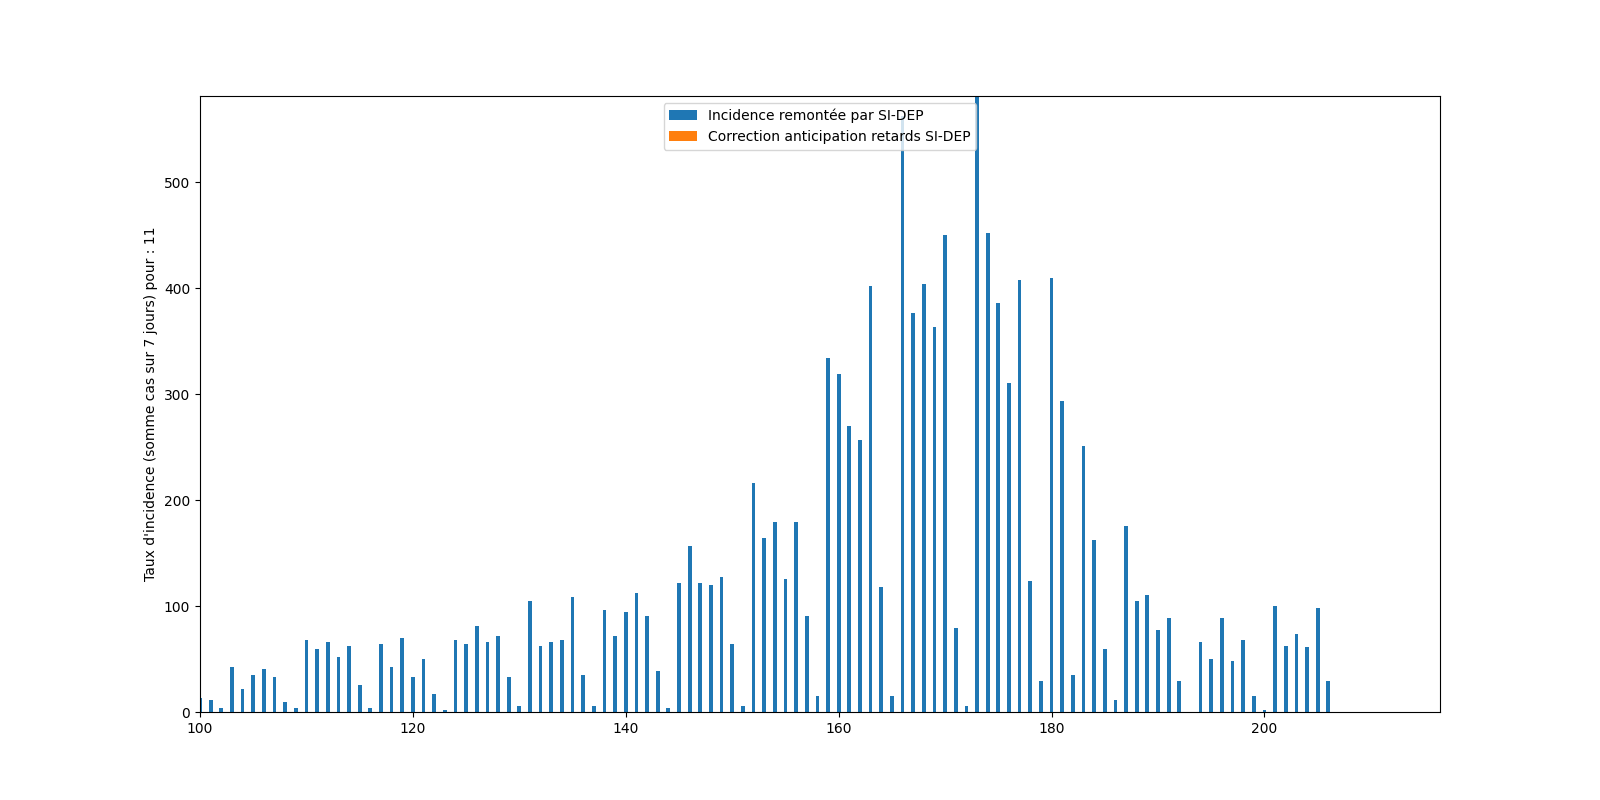 Incidence remontée par SI-DEP
Correction anticipation retards SI-DEP
Taux d'incidence (somme cas sur 7 jours) pour : 11
500
400
300
200
100
0
100 120 140 160 180 200